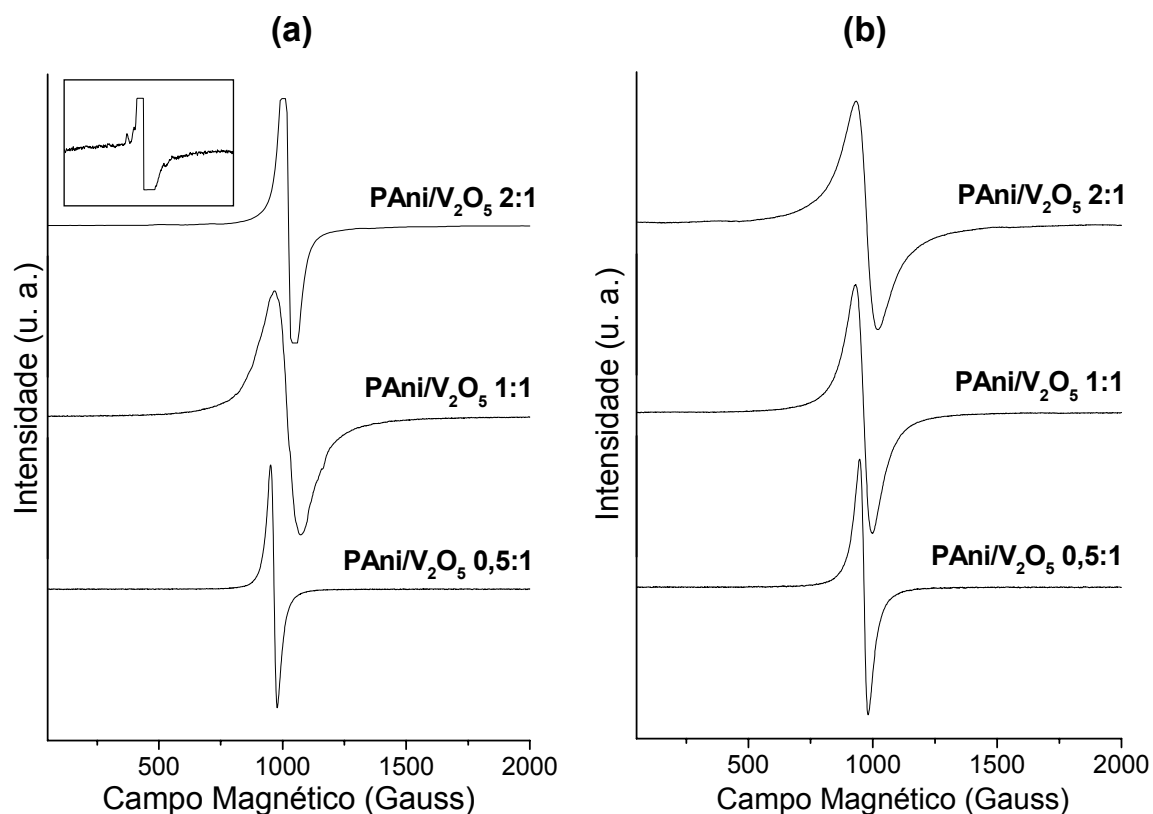 (a)
PAni/V₂O₅ 2:1
PAni/V₂O₅ 1:1
PAni/V₂O₅ 0,5:1
Intensidade (u. a.)
500 1000 1500 2000
Campo Magnético (Gauss)
(b)
PAni/V₂O₅ 2:1
PAni/V₂O₅ 1:1
PAni/V₂O₅ 0,5:1
Intensidade (u. a.)
500 1000 1500 2000
Campo Magnético (Gauss)